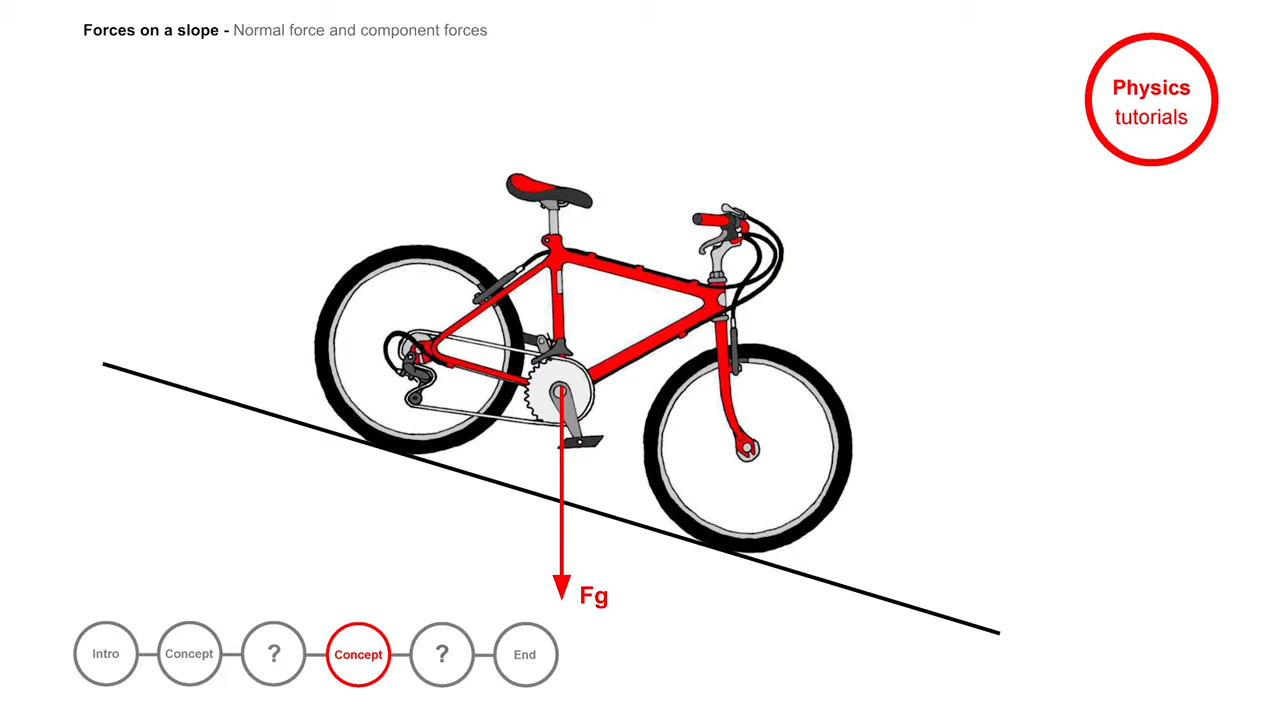 Forces on a slope - Normal force and component forces
Physics
tutorials
Fg
Intro
Concept
?
Concept
?
End